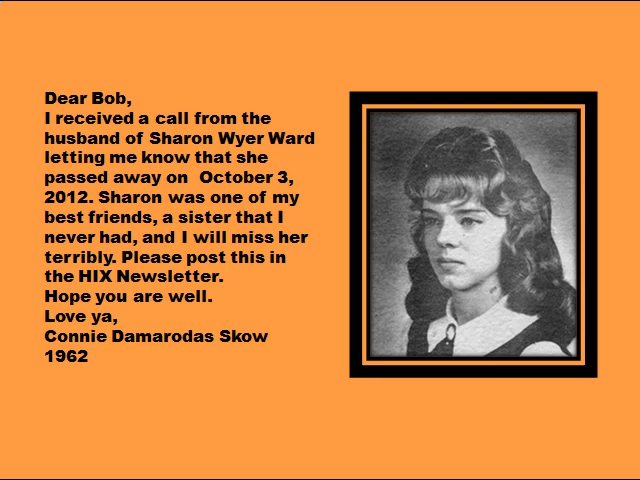 Dear Bob,
I received a call from the
husband of Sharon Wyer Ward
letting me know that she
passed away on  October 3,
2012. Sharon was one of my
best friends, a sister that I
never had, and I will miss her
terribly. Please post this in
the HIX Newsletter.
Hope you are well.
Love ya,
Connie Damarodas Skow
1962